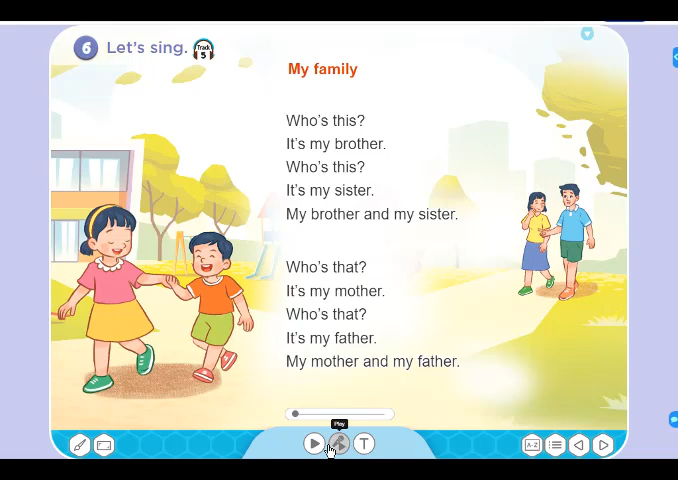 6 Let's sing. Track 5
My family
Who's this?
It's my brother.
Who's this?
It's my sister.
My brother and my sister.
Who's that?
It's my mother.
Who's that?
It's my father.
My mother and my father.
Play
T
A-Z